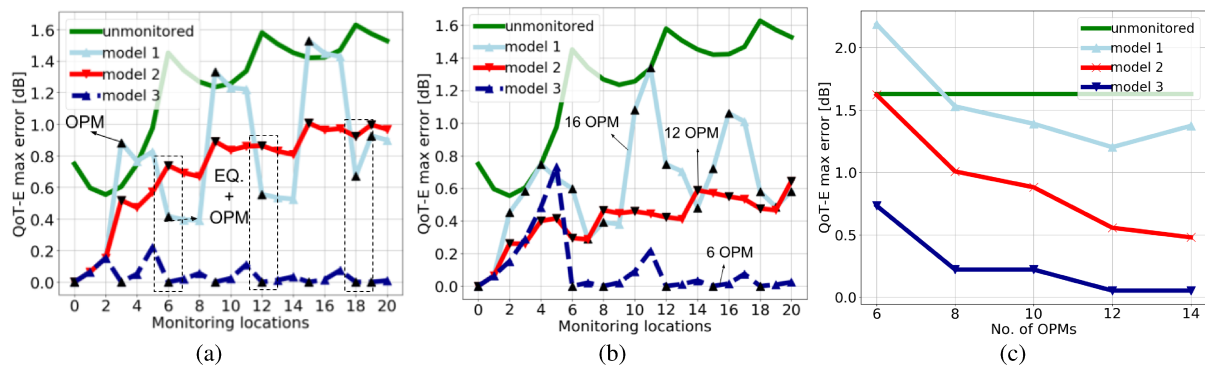 unmonitored
model 1
model 2
model 3
OPM
EQ.
+
OPM
QoT-E max error [dB]
1.6
1.4
1.2
1.0
0.8
0.6
0.4
0.2
0.0
0 2 4 6 8 10 12 14 16 18 20
Monitoring locations
(a)
unmonitored
model 1
model 2
model 3
16 OPM
12 OPM
6 OPM
QoT-E max error [dB]
1.6
1.4
1.2
1.0
0.8
0.6
0.4
0.2
0.0
0 2 4 6 8 10 12 14 16 18 20
Monitoring locations
(b)
unmonitored
model 1
model 2
model 3
QoT-E max error [dB]
2.0
1.5
1.0
0.5
0.0
6 8 10 12 14
No. of OPMs
(c)